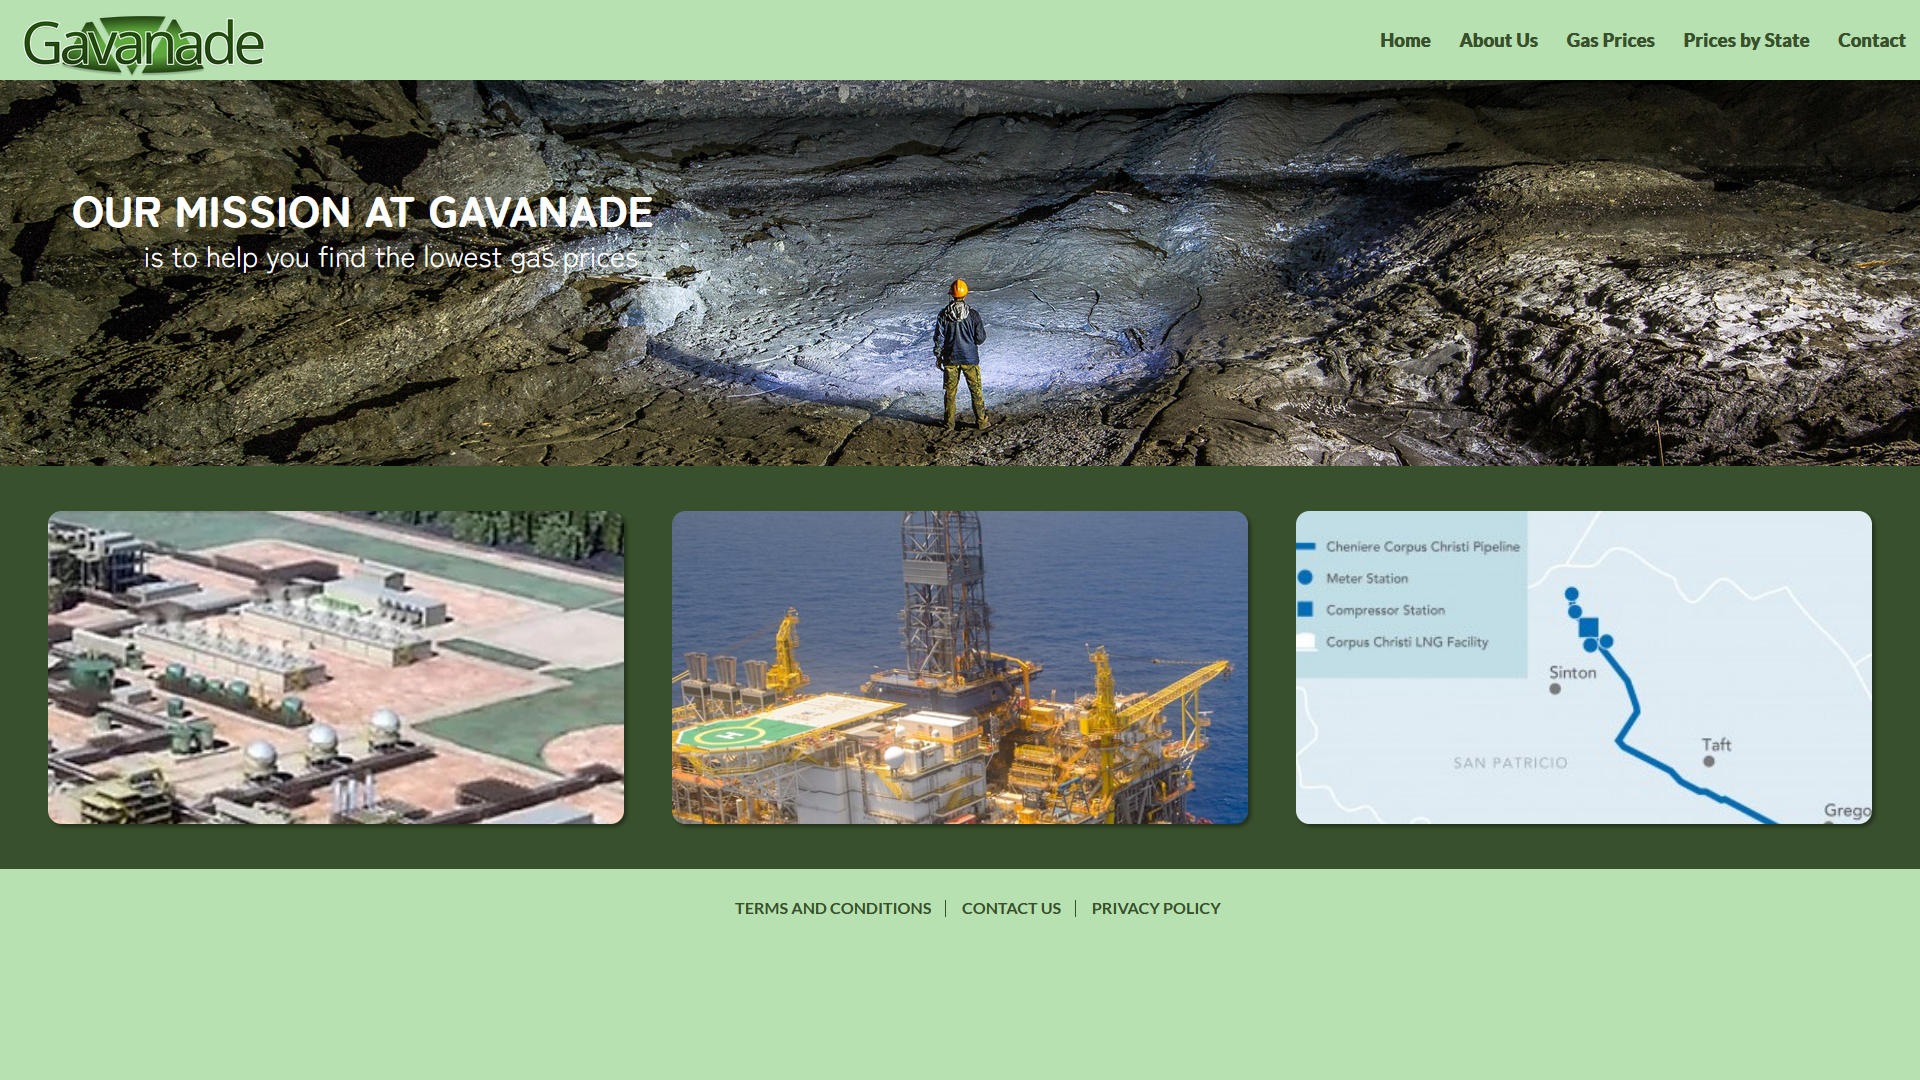 Gavanade
Home About Us Gas Prices Prices by State Contact
OUR MISSION AT GAVANADE
is to help you find the lowest gas prices
H
Cheniere Corpus Christi Pipeline
Meter Station
Compressor Station
Corpus Christi LNG Facility
Sinton
Taft
SAN PATRICIO
Grego
TERMS AND CONDITIONS CONTACT US PRIVACY POLICY